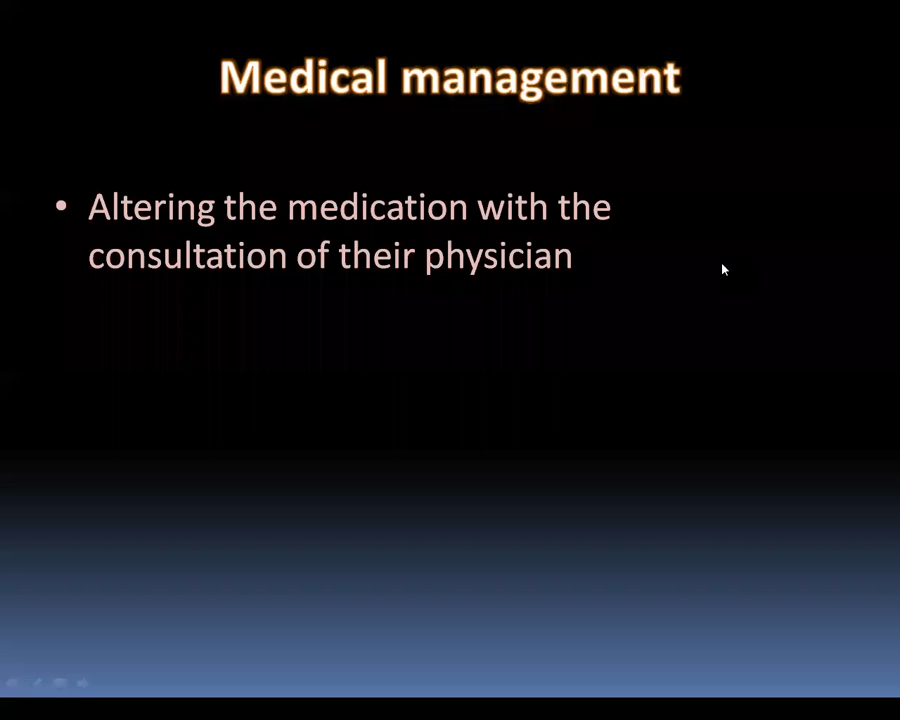 Medical management
• Altering the medication with the
consultation of their physician